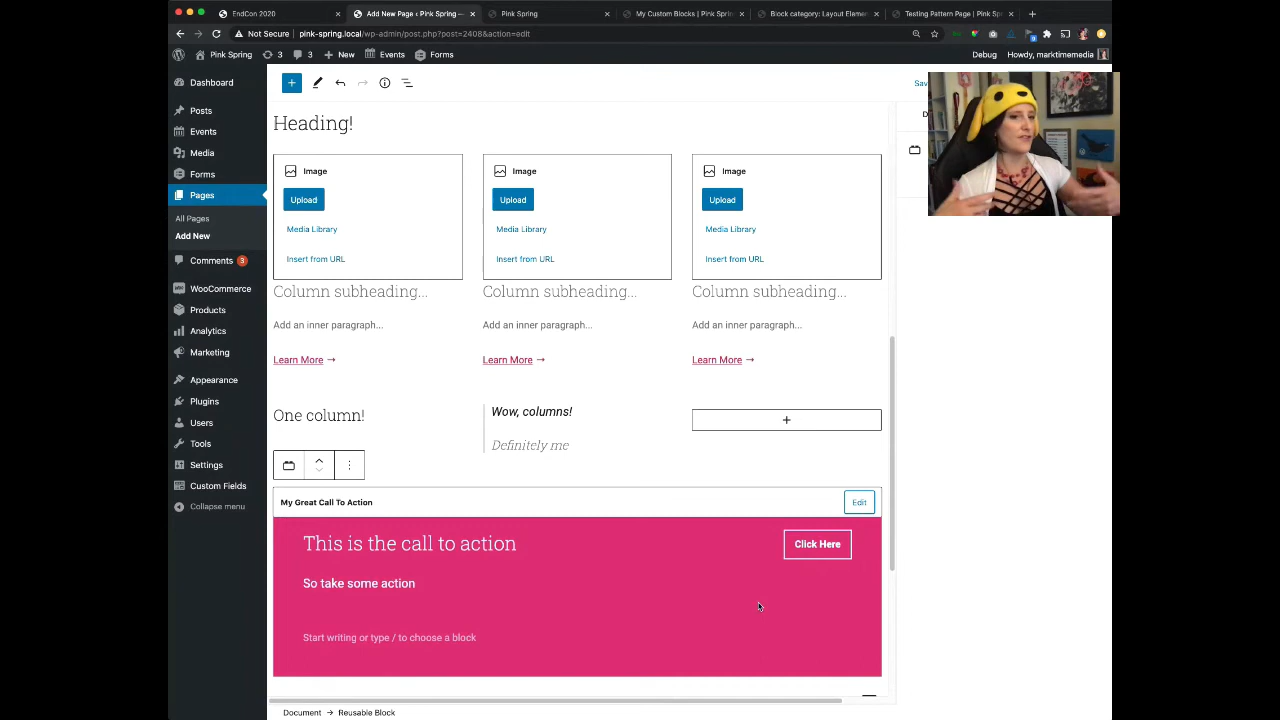 EndCon 2020
Add New Page ‹ Pink Spring —
Pink Spring
My Custom Blocks | Pink Sprin
Block category: Layout Elemen
Testing Pattern Page | Pink Sp
Not Secure | pink-spring.local/wp-admin/post.php?post=2408&action=edit
Pink Spring 3 3 New Events Forms Debug Howdy, marktimemedia
Dashboard
Posts
Events
Media
Forms
Pages
All Pages
Add New
Comments 3
WooCommerce
Products
Analytics
Marketing
Appearance
Plugins
Users
Tools
Settings
Custom Fields
Collapse menu
Heading!
Image Image Image
Upload Upload Upload
Media Library Media Library Media Library
Insert from URL Insert from URL Insert from URL
Column subheading... Column subheading... Column subheading...
Add an inner paragraph... Add an inner paragraph... Add an inner paragraph...
Learn More → Learn More → Learn More →
One column!
Wow, columns!
Definitely me
My Great Call To Action Edit
This is the call to action Click Here
So take some action
Start writing or type / to choose a block
Document → Reusable Block